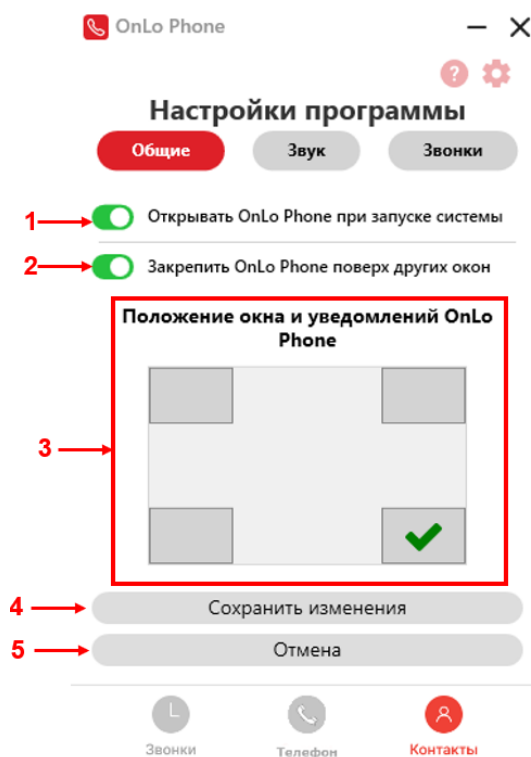 OnLo Phone
?
Настройки программы
Общие Звук Звонки
1 Открывать OnLo Phone при запуске системы
2 Закрепить OnLo Phone поверх других окон
Положение окна и уведомлений OnLo
Phone
3
4 Сохранить изменения
5 Отмена
Звонки Телефон Контакты